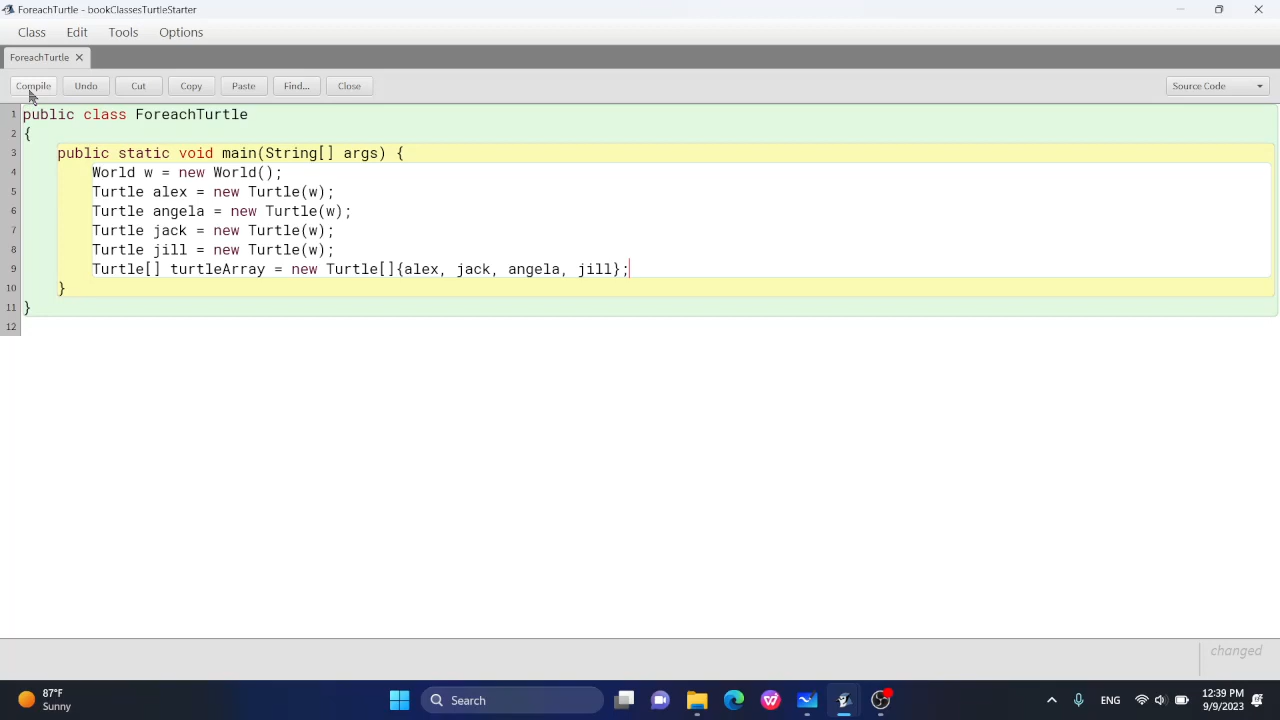 ForeachTurtle - bookClassesTurtleStarter
Class Edit Tools Options
ForeachTurtle
Compile Undo Cut Copy Paste Find... Close Source Code
1 public class ForeachTurtle
2 {
3 public static void main(String[] args) {
4 World w = new World();
5 Turtle alex = new Turtle(w);
6 Turtle angela = new Turtle(w);
7 Turtle jack = new Turtle(w);
8 Turtle jill = new Turtle(w);
9 Turtle[] turtleArray = new Turtle[]{alex, jack, angela, jill};
10 }
11 }
12
changed
87°F
Sunny
Search
ENG
12:39 PM
9/9/2023